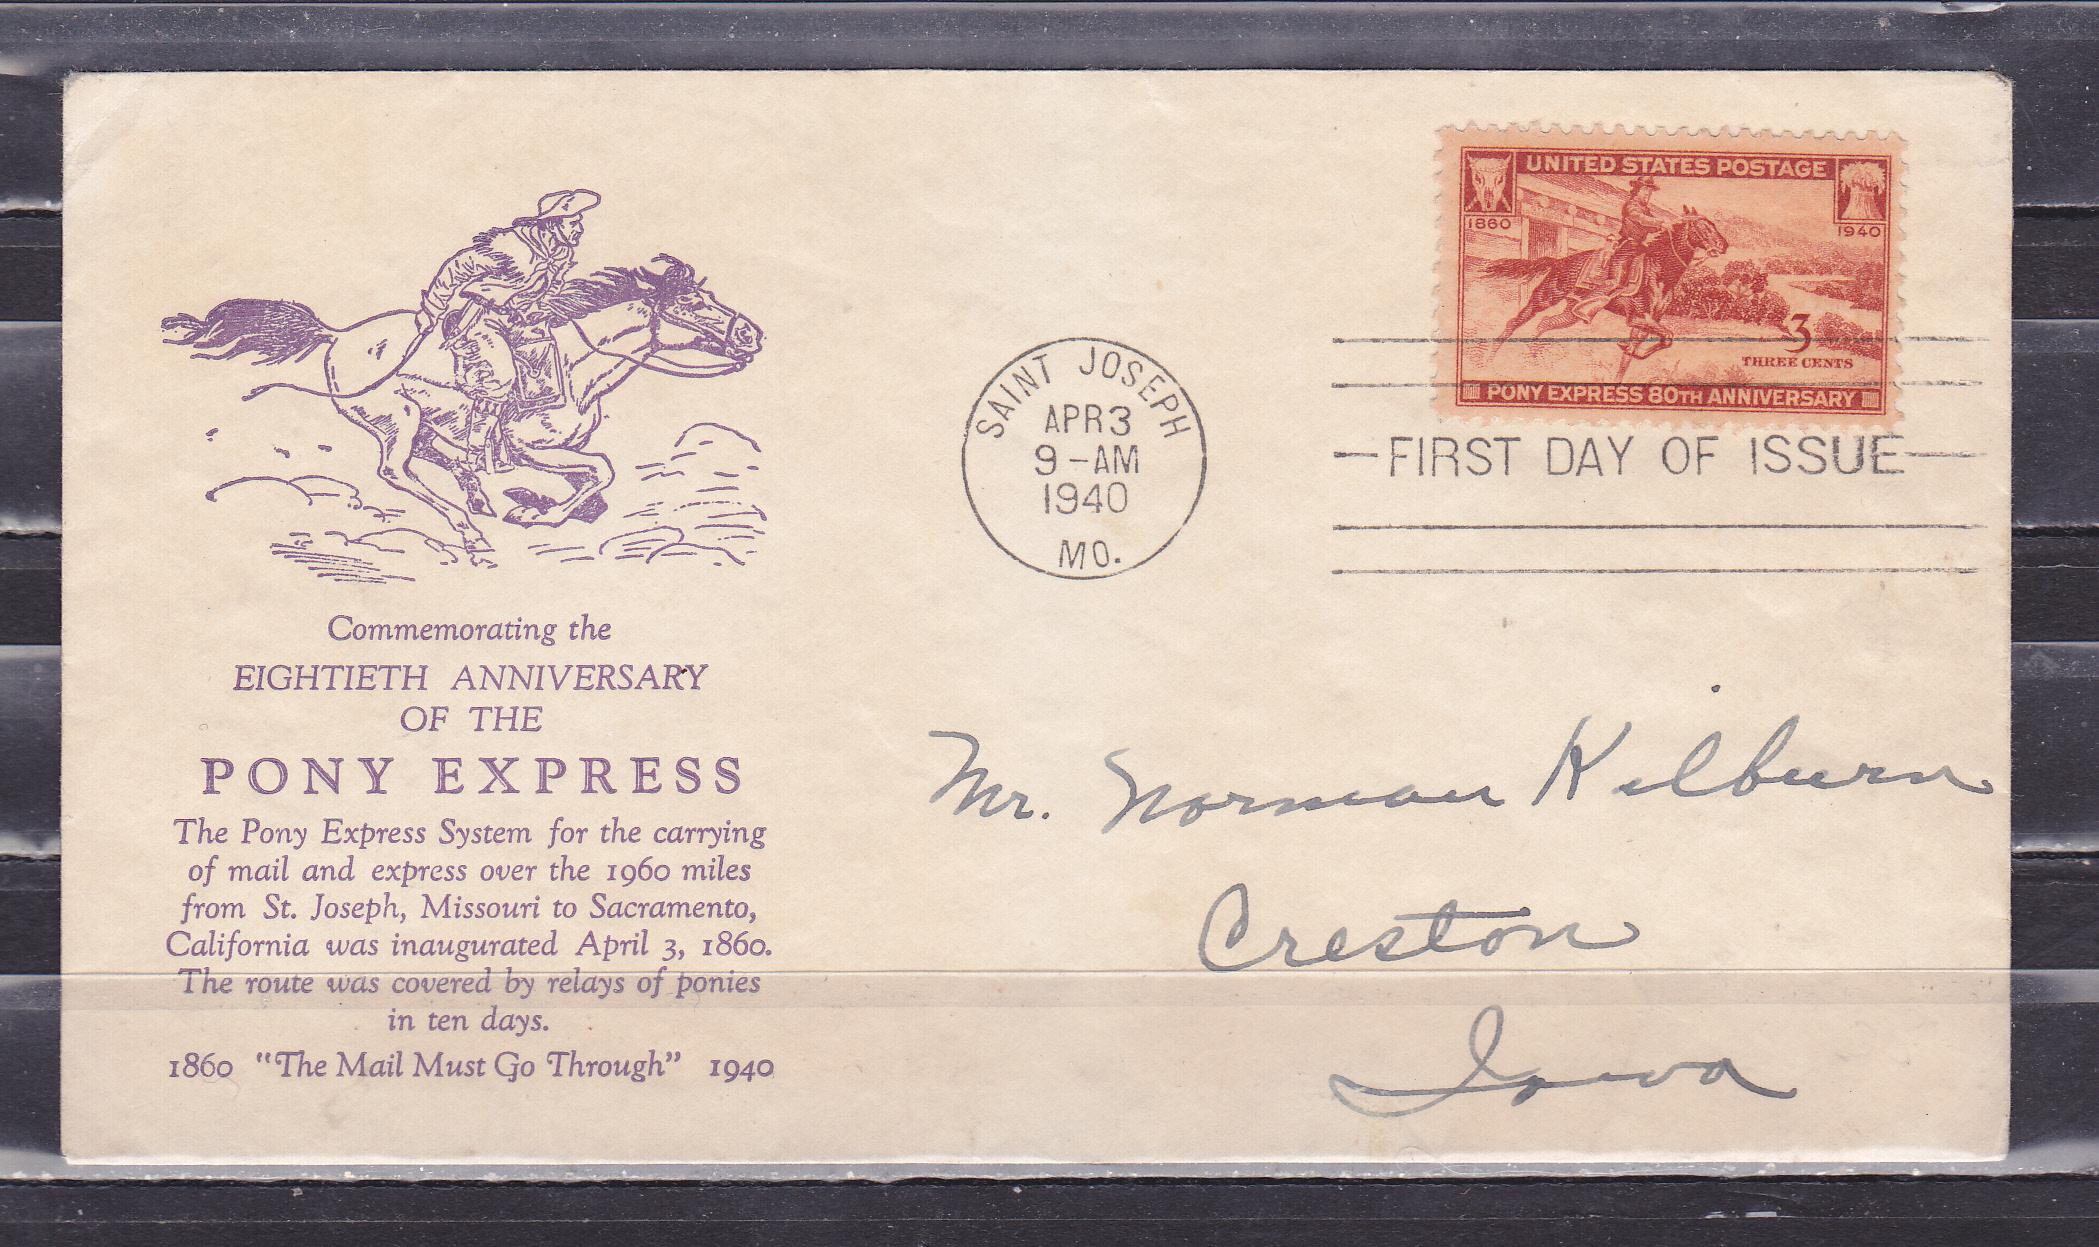 UNITED STATES POSTAGE
1860 1940
3
THREE CENTS
PONY EXPRESS 80TH ANNIVERSARY
SAINT JOSEPH
APR 3
9-AM
1940
MO.
FIRST DAY OF ISSUE
Commemorating the
EIGHTIETH ANNIVERSARY
OF THE
PONY EXPRESS
The Pony Express System for the carrying
of mail and express over the 1960 miles
from St. Joseph, Missouri to Sacramento,
California was inaugurated April 3, 1860.
The route was covered by relays of ponies
in ten days.
1860 "The Mail Must Go Through" 1940
Mr. Norman Kilburn
Creston
Iowa